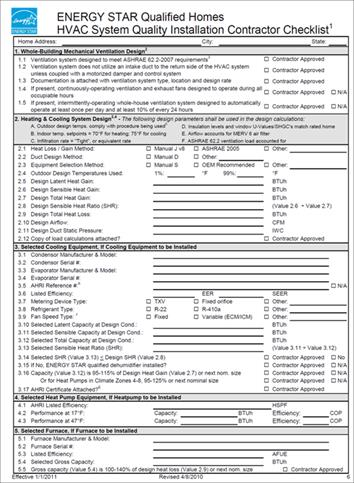 ENERGY STAR Qualified Homes
HVAC System Quality Installation Contractor Checklist1
Home Address: City: State:
1. Whole-Building Mechanical Ventilation Design2
1.1 Ventilation system designed to meet ASHRAE 62.2-2007 requirements3 Contractor Approved
1.2 Ventilation system does not utilize an intake duct to the return side of the HVAC system Contractor Approved
unless coupled with a motorized damper and control system
1.3 Documentation is attached with ventilation system type, location and design rate Contractor Approved
1.4 If present, continuously-operating ventilation and exhaust fans designed to operate during all Contractor Approved N/A
occupiable hours
1.5 If present, intermittently-operating whole-house ventilation system designed to automatically Contractor Approved N/A
operate at least once per day and at least 10% of every 24 hours
2. Heating & Cooling System Design - The following design parameters shall be used in the design calculations:
A. Outdoor design temps. comply with procedure being used D. Insulation levels and window U-Values/SHGC's match rated home
B. Indoor temp. setpoints = 70°F for heating; 75°F for cooling E. Airflow accounts for MERV 6 air filter
C. Infiltration rate = "Tight", or equivalent rate F. ASHRAE 62.2 ventilation load accounted for
2.1 Heat Loss / Gain Method: Manual J v8 ASHRAE 2005 Other:
2.2 Duct Design Method: Manual D Other:
2.3 Equipment Selection Method: Manual S OEM Recommended Other:
2.4 Outdoor Design Temperatures Used: 1%: °F 99%: °F
2.5 Design Latent Heat Gain: BTUh
2.6 Design Sensible Heat Gain: BTUh
2.7 Design Total Heat Gain: BTUh
2.8 Design Sensible Heat Ratio (SHR): (Value 2.6 ÷ Value 2.7)
2.9 Design Total Heat Loss: BTUh
2.10 Design Airflow: CFM
2.11 Design Duct Static Pressure: IWC
2.12 Copy of load calculations attached? Contractor Approved
3. Selected Cooling Equipment, If Cooling Equipment to be Installed
3.1 Condensor Manufacturer & Model:
3.2 Condensor Serial #:
3.3 Evaporator Manufacturer & Model:
3.4 Evaporator Serial #:
3.5 AHRI Reference #: N/A
3.6 Listed Efficiency: EER SEER
3.7 Metering Device Type: TXV Fixed orifice Other:
3.8 Refrigerant Type: R-22 R-410a Other:
3.9 Fan Speed Type: Fixed Variable (ECM/ICM) Other:
3.10 Selected Latent Capacity at Design Cond.: BTUh
3.11 Selected Sensible Capacity at Design Cond.: BTUh
3.12 Selected Total Capacity at Design Cond.: BTUh
3.13 Selected Sensible Heat Ratio (SHR): (Value 3.11 ÷ Value 3.12)
3.14 Selected SHR (Value 3.13) < Design SHR (Value 2.8) Contractor Approved No
3.15 If No, ENERGY STAR qualified dehumidifier installed? Contractor Approved N/A
3.16 Capacity (Value 3.12) is 95-115% of Design Heat Gain (Value 2.7) or next nom. size Contractor Approved N/A
Or for Heat Pumps in Climate Zones 4-8, 95-125% or next nominal size Contractor Approved N/A
3.17 AHRI Certificate Attached? Contractor Approved N/A
4. Selected Heat Pump Equipment, If Heatpump to be Installed
4.1 AHRI Listed Efficiency: HSPF
4.2 Performance at 17°F: Capacity: BTUh Efficiency: COP
4.3 Performance at 47°F: Capacity: BTUh Efficiency: COP
5. Selected Furnace, If Furnace to be Installed
5.1 Furnace Manufacturer & Model:
5.2 Furnace Serial #:
5.3 Listed Efficiency: AFUE
5.4 Selected Gross Capacity: BTUh
5.5 Gross capacity (Value 5.4) is 100-140% of design heat loss (Value 2.9) or next nom. size Contractor Approved
Effective 1/1/2011 Revised 4/8/2010 6